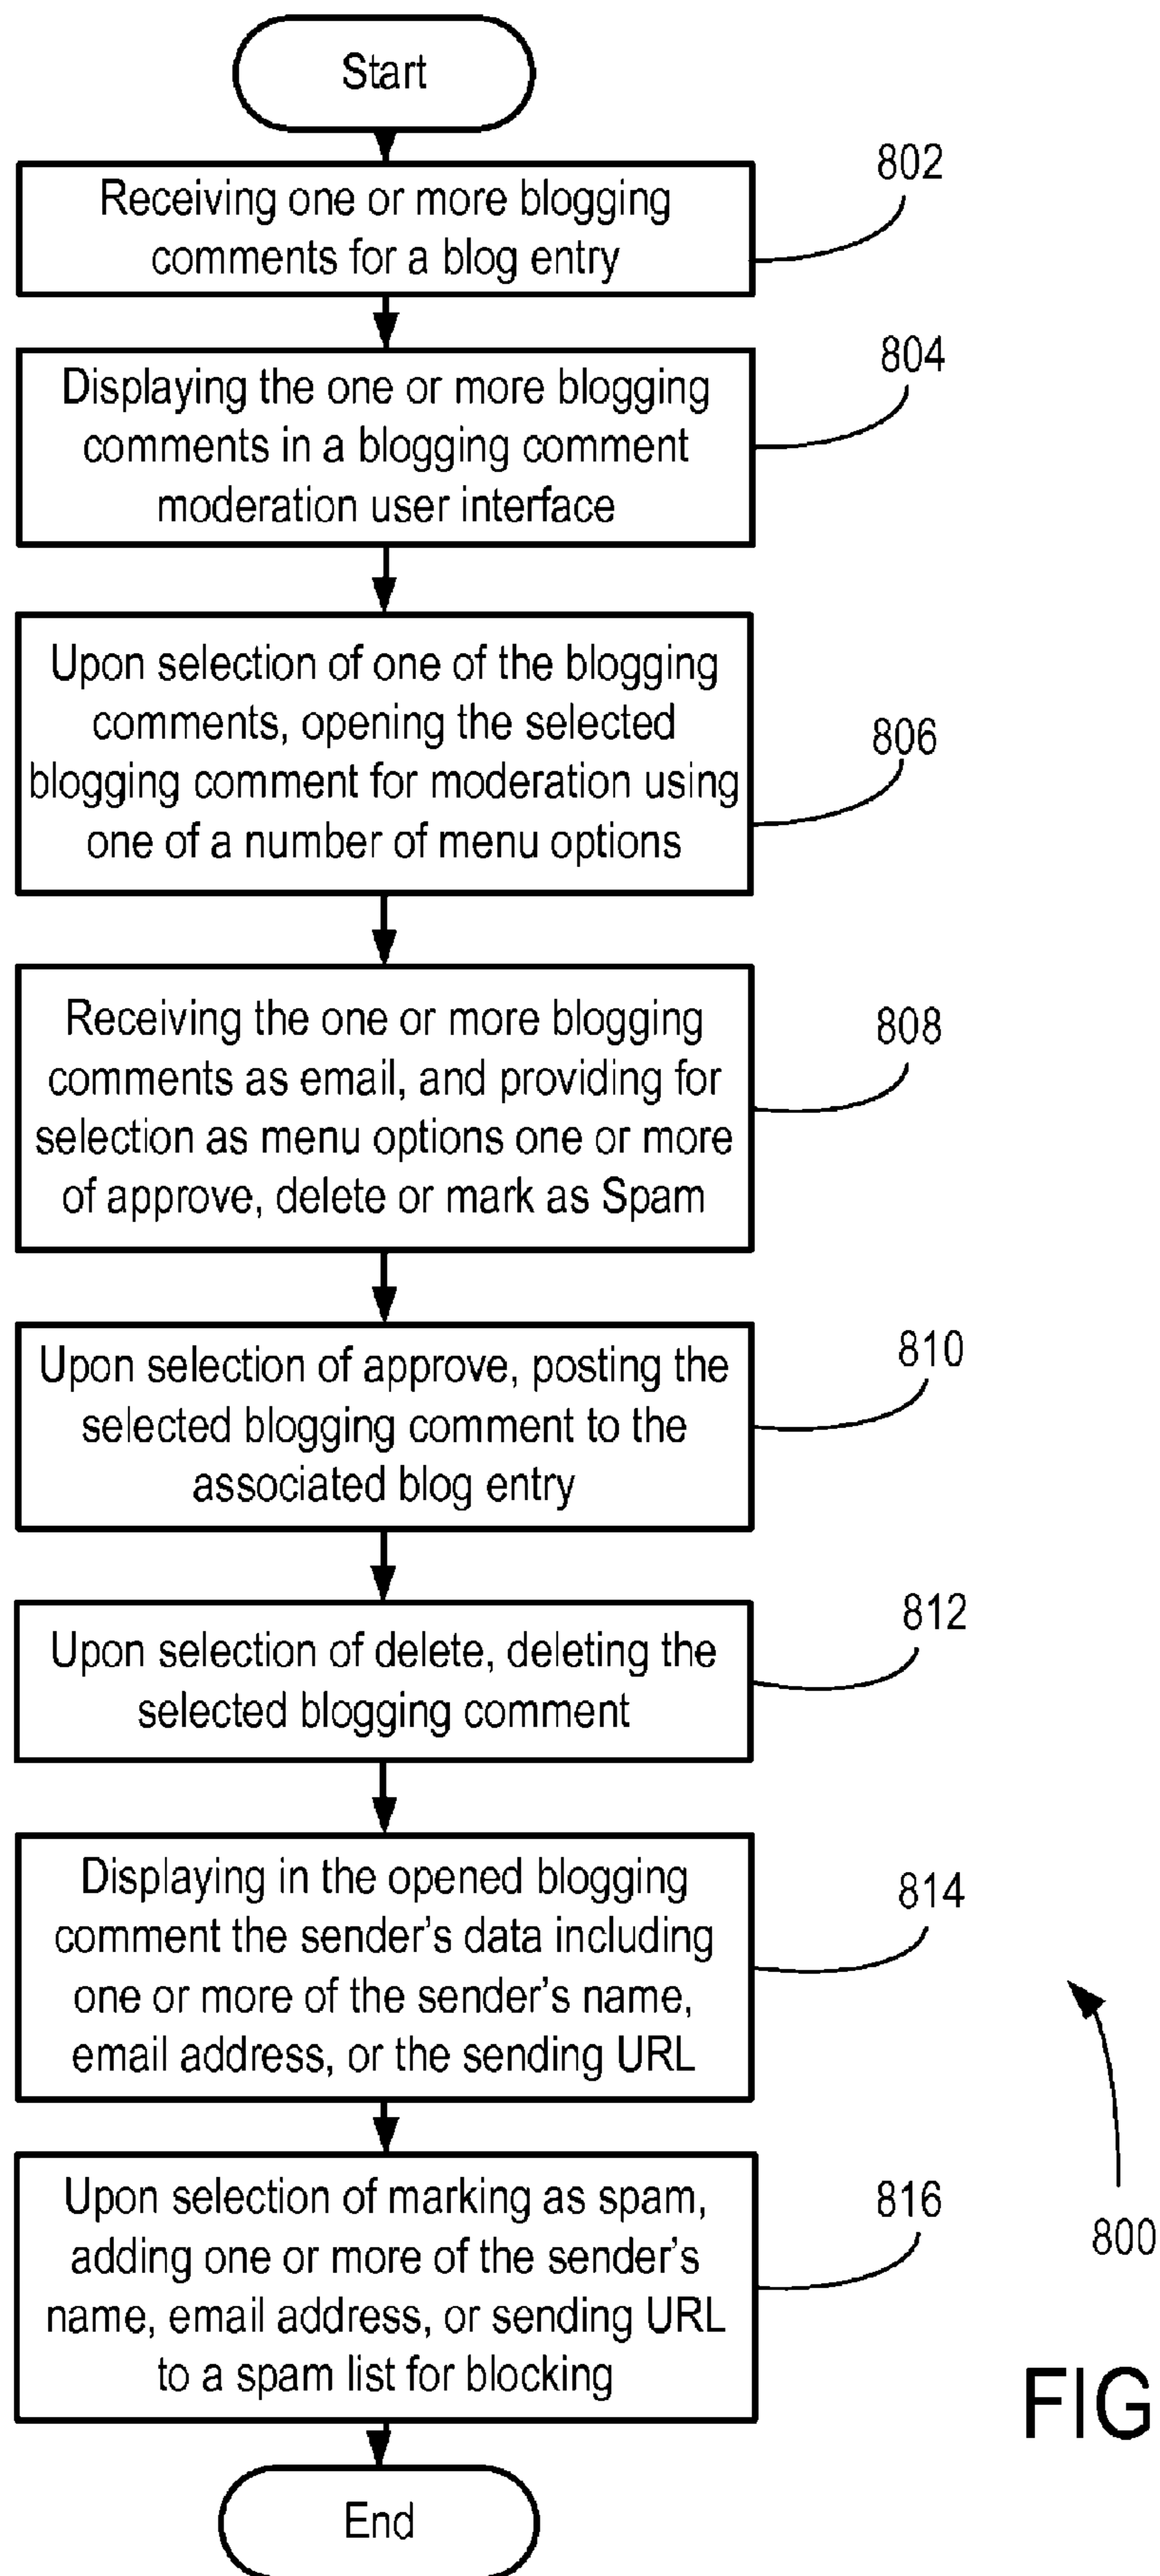 Start
802
Receiving one or more blogging
comments for a blog entry
804
Displaying the one or more blogging
comments in a blogging comment
moderation user interface
806
Upon selection of one of the blogging
comments, opening the selected
blogging comment for moderation using
one of a number of menu options
808
Receiving the one or more blogging
comments as email, and providing for
selection as menu options one or more
of approve, delete or mark as Spam
810
Upon selection of approve, posting the
selected blogging comment to the
associated blog entry
812
Upon selection of delete, deleting the
selected blogging comment
814
Displaying in the opened blogging
comment the sender’s data including
one or more of the sender’s name,
email address, or the sending URL
816
Upon selection of marking as spam,
adding one or more of the sender’s
name, email address, or sending URL
to a spam list for blocking
800
FIG
End